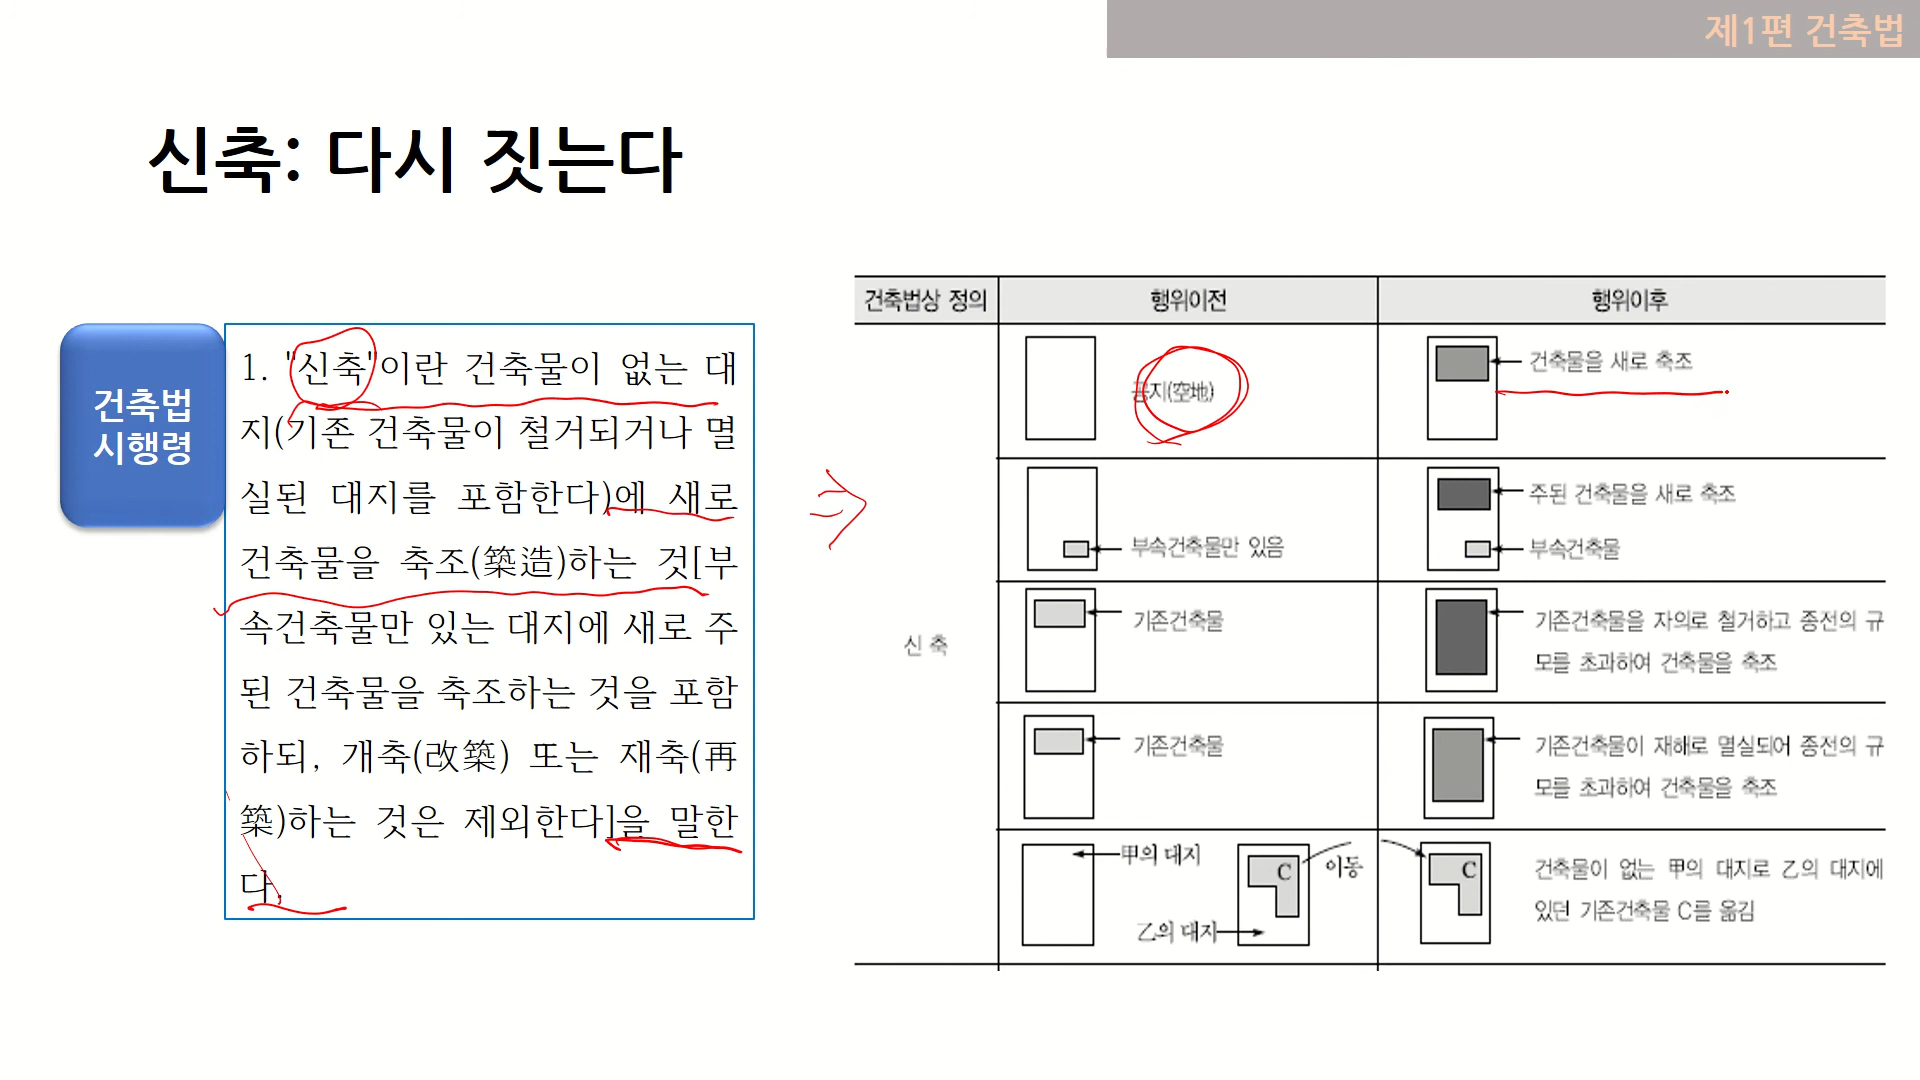 제1편 건축법
신축: 다시 짓는다
건축법
시행령
1. "신축"이란 건축물이 없는 대
지(기존 건축물이 철거되거나 멸
실된 대지를 포함한다)에 새로
건축물을 축조(築造)하는 것[부
속건축물만 있는 대지에 새로 주
된 건축물을 축조하는 것을 포함
하되, 개축(改築) 또는 재축(再
築)하는 것은 제외한다]을 말한
다.
건축법상 정의 행위이전 행위이후
신 축
공지(空地)
건축물을 새로 축조
부속건축물만 있음
주된 건축물을 새로 축조
부속건축물
기존건축물
기존건축물을 자의로 철거하고 종전의 규
모를 초과하여 건축물을 축조
기존건축물
기존건축물이 재해로 멸실되어 종전의 규
모를 초과하여 건축물을 축조
甲의 대지
C
이동
乙의 대지
C
건축물이 없는 甲의 대지로 乙의 대지에
있던 기존건축물 C를 옮김